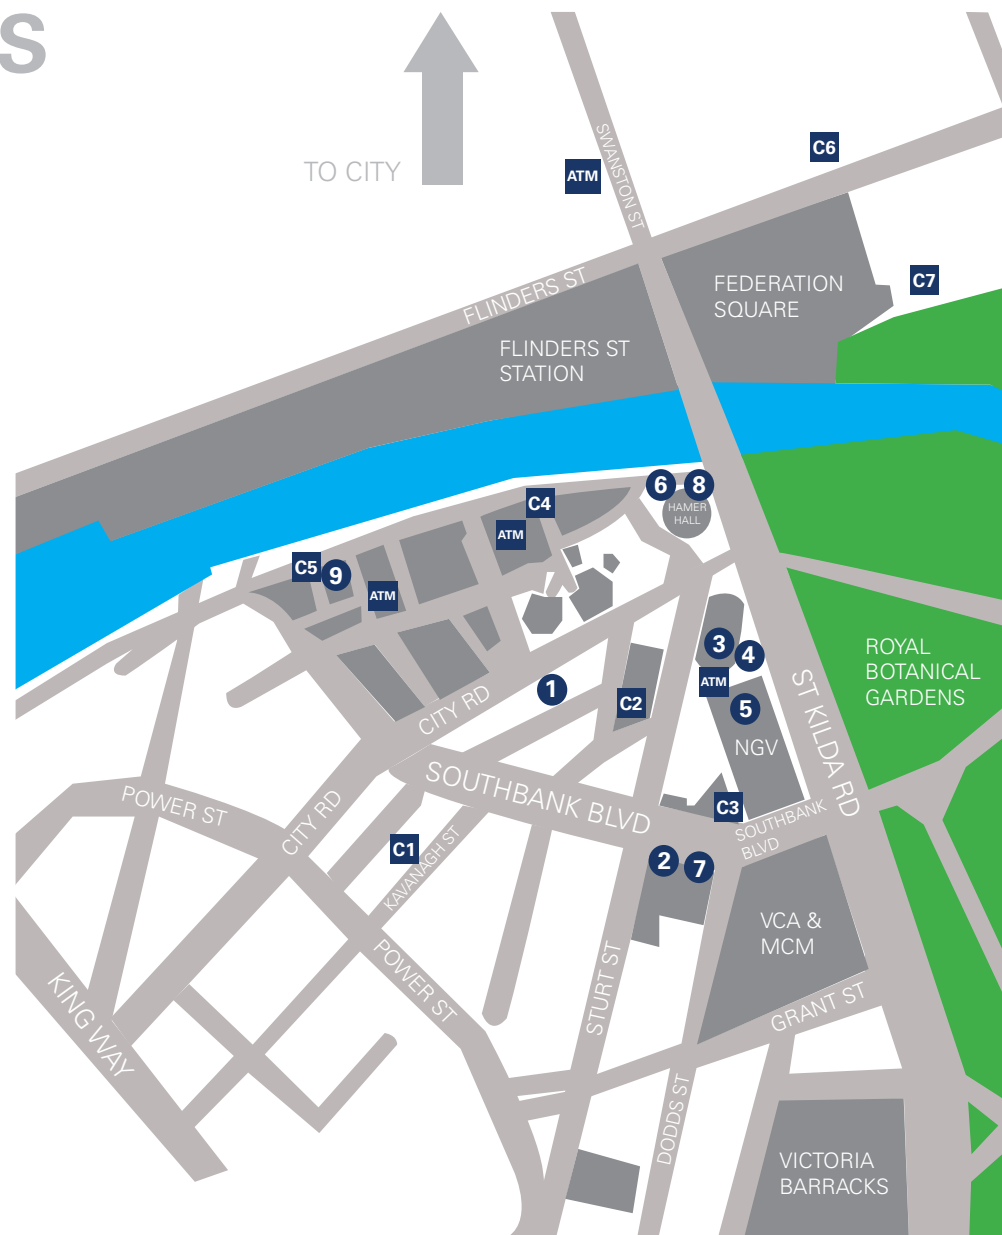 S
TO CITY
SWANSTON ST
ATM
C6
FLINDERS ST
FEDERATION
SQUARE
C7
FLINDERS ST
STATION
6
8
HAMER
HALL
C4
ATM
C5
9
ATM
3
4
ATM
5
NGV
ROYAL
BOTANICAL
GARDENS
ST KILDA RD
1
C2
CITY RD
SOUTHBANK BLVD
C3
SOUTHBANK
BLVD
POWER ST
CITY RD
C1
KAVANAGH ST
2
7
VCA &
MCM
POWER ST
KING WAY
STURT ST
GRANT ST
DODDS ST
VICTORIA
BARRACKS